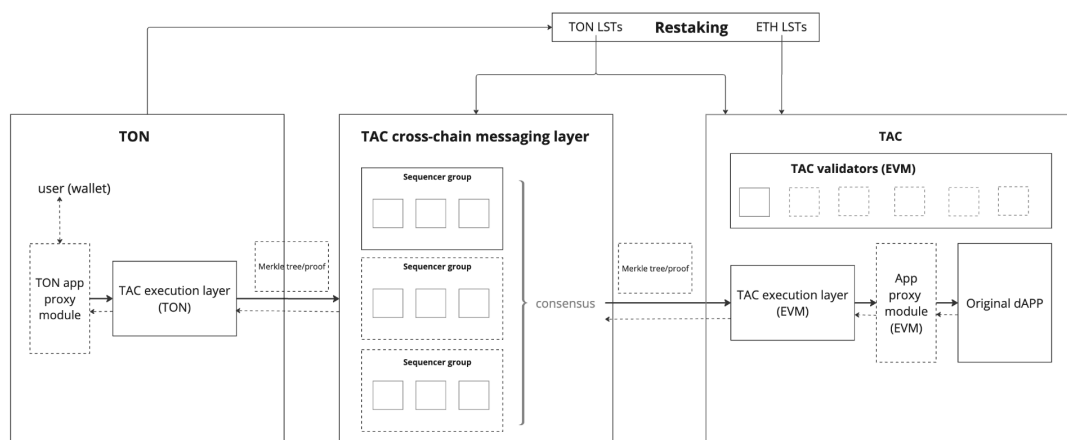 TON LSTs Restaking ETH LSTs
TON
user (wallet)
TON app
proxy
module
TAC execution layer
(TON)
Merkle tree/proof
TAC cross-chain messaging layer
Sequencer group
Sequencer group
Sequencer group
consensus
Merkle tree/proof
TAC
TAC validators (EVM)
TAC execution layer
(EVM)
App
proxy
module
(EVM)
Original dAPP